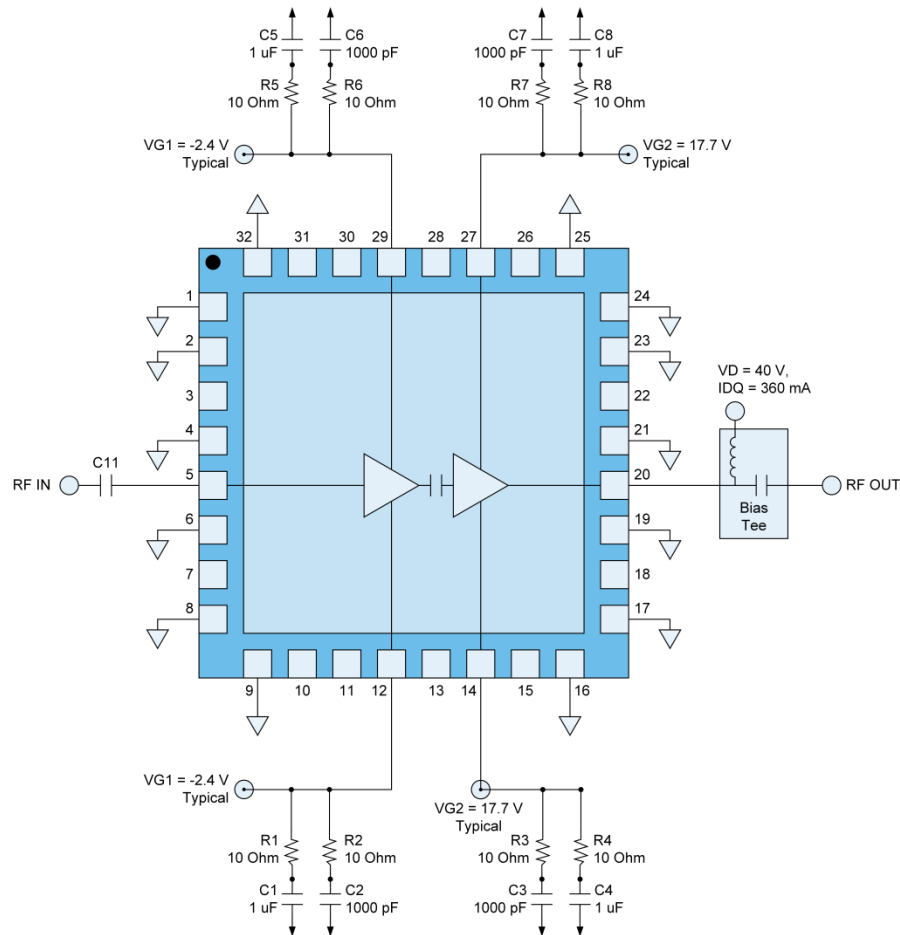 C5
1 uF
C6
1000 pF
C7
1000 pF
C8
1 uF
R5
10 Ohm
R6
10 Ohm
R7
10 Ohm
R8
10 Ohm
VG1 = -2.4 V
Typical
VG2 = 17.7 V
Typical
32
31
30
29
28
27
26
25
1
2
3
4
5
6
7
8
24
23
22
21
20
19
18
17
VD = 40 V,
IDQ = 360 mA
C11
RF IN
RF OUT
Bias
Tee
9
10
11
12
13
14
15
16
VG1 = -2.4 V
Typical
VG2 = 17.7 V
Typical
R1
10 Ohm
R2
10 Ohm
R3
10 Ohm
R4
10 Ohm
C1
1 uF
C2
1000 pF
C3
1000 pF
C4
1 uF